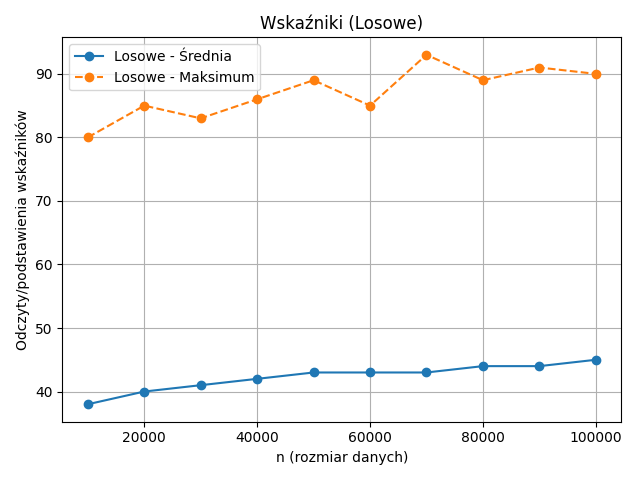 Wskaźniki (Losowe)
Losowe - Średnia
Losowe - Maksimum
Odczyty/podstawienia wskaźników
90
80
70
60
50
40
20000 40000 60000 80000 100000
n (rozmiar danych)